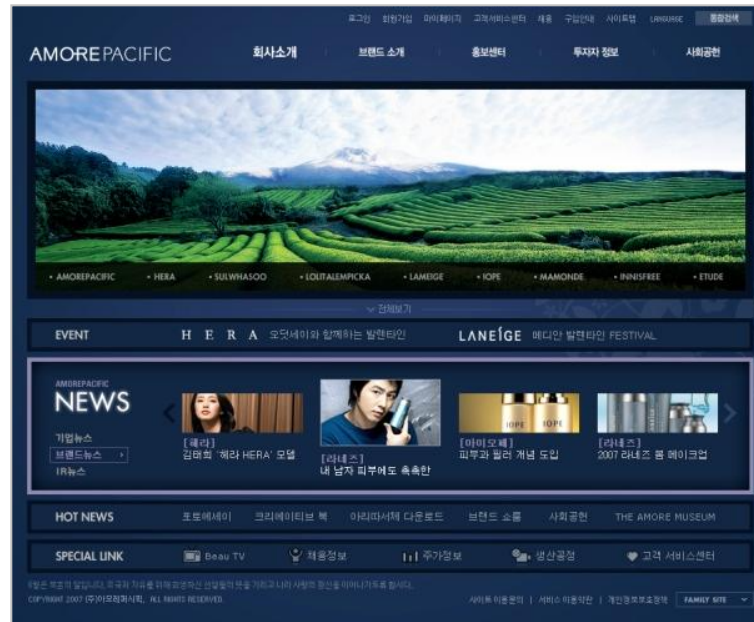 로그인 회원가입 마이페이지 고객서비스센터 채용 구입안내 사이트맵 LANGUAGE 통합검색
AMOREPACIFIC 회사소개 브랜드 소개 홍보센터 투자자 정보 사회공헌
• AMOREPACIFIC • HERA • SULWHASOO • LOLITALEMPICKA • LAMEIGE • IOPE • MAMONDE • INNISFREE • ETUDE
전체보기
EVENT HERA 오딧세이와 함께하는 발렌타인 LANEÍGE 메디안 발렌타인 FESTIVAL
AMOREPACIFIC
NEWS
기업뉴스
브랜드뉴스
IR뉴스
IOPE IOPE
[헤라]
김태희 '헤라 HERA' 모델
[라네즈]
내 남자 피부에도 촉촉한
[아이오페]
피부과 필러 개념 도입
[라네즈]
2007 라네즈 봄 메이크업
HOT NEWS 포토에세이 크리에이티브 북 아리따서체 다운로드 브랜드 쇼룸 사회공헌 THE AMORE MUSEUM
SPECIAL LINK Beau TV 채용정보 주가정보 생산공정 고객 서비스센터
COPYRIGHT 2007 (주)아모레퍼시픽, ALL RIGHTS RESERVED.
사이트 이용문의 | 서비스 이용약관 | 개인정보보호정책 FAMILY SITE